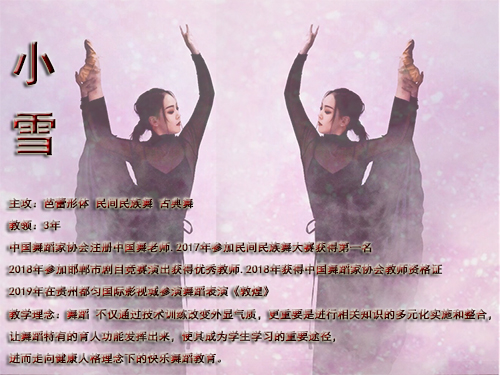 小
雪
主攻：芭蕾形体 民间民族舞 古典舞
教领：3年
中国舞蹈家协会注册中国舞老师.2017年参加民间民族舞大赛获得第一名
2018年参加邯郸市剧目竞赛演出获得优秀教师.2018年获得中国舞蹈家协会教师资格证
2019年在贵州都匀国际影视城参演舞蹈表演《敦煌》
教学理念：舞蹈 不仅通过技术训练改变外显气质，更重要是进行相关知识的多元化实施和整合，
让舞蹈特有的育人功能发挥出来，使其成为学生学习的重要途径，
进而走向健康人格理念下的快乐舞蹈教育。